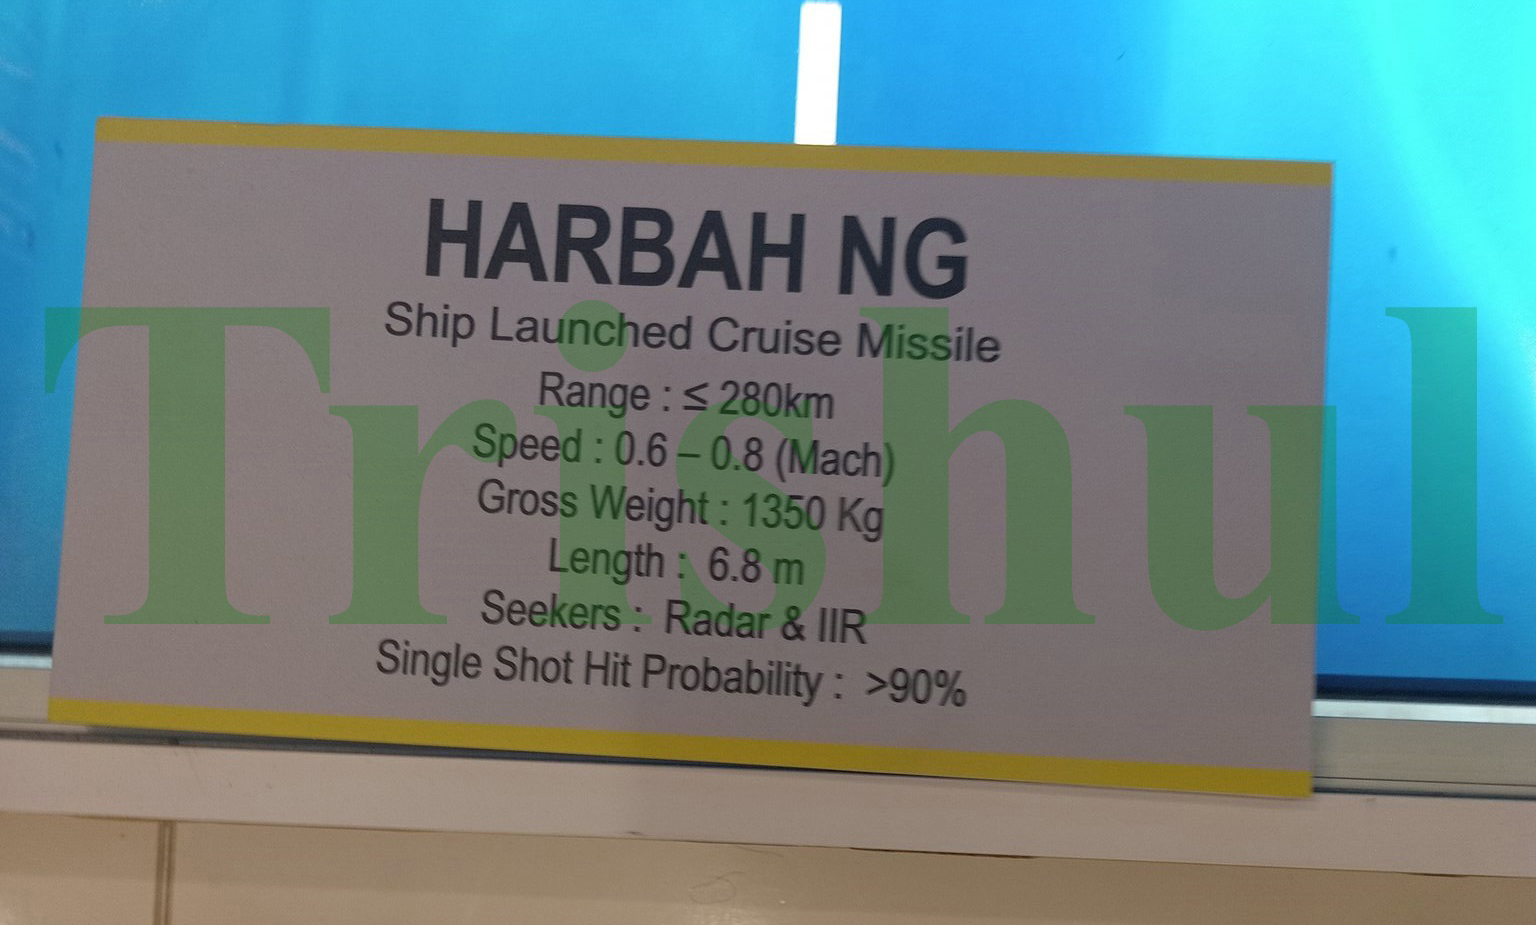 HARBAH NG
Ship Launched Cruise Missile
Range : ≤ 280km
Speed : 0.6 – 0.8 (Mach)
Gross Weight : 1350 Kg
Length : 6.8 m
Seekers : Radar & IIR
Single Shot Hit Probability : >90%
Trishul